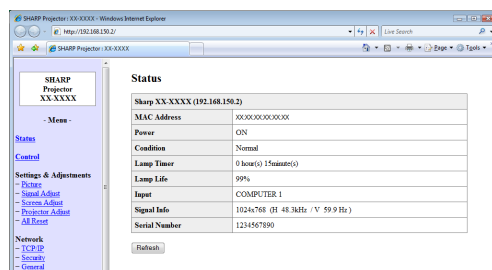 SHARP Projector : XX-XXXX - Windows Internet Explorer
http://192.168.150.2/
Live Search
SHARP Projector : XX-XXXX
Page
Tools
SHARP
Projector
XX-XXXX
- Menu -
Status
Control
Settings & Adjustments
- Picture
- Signal Adjust
- Screen Adjust
- Projector Adjust
- All Reset
Network
- TCP/IP
- Security
- General
Status
Sharp XX-XXXX (192.168.150.2)
MAC Address XX:XX:XX:XX:XX:XX
Power ON
Condition Normal
Lamp Timer 0 hour(s) 15minute(s)
Lamp Life 99%
Input COMPUTER 1
Signal Info 1024x768 (H 48.3kHz / V 59.9 Hz )
Serial Number 1234567890
Refresh